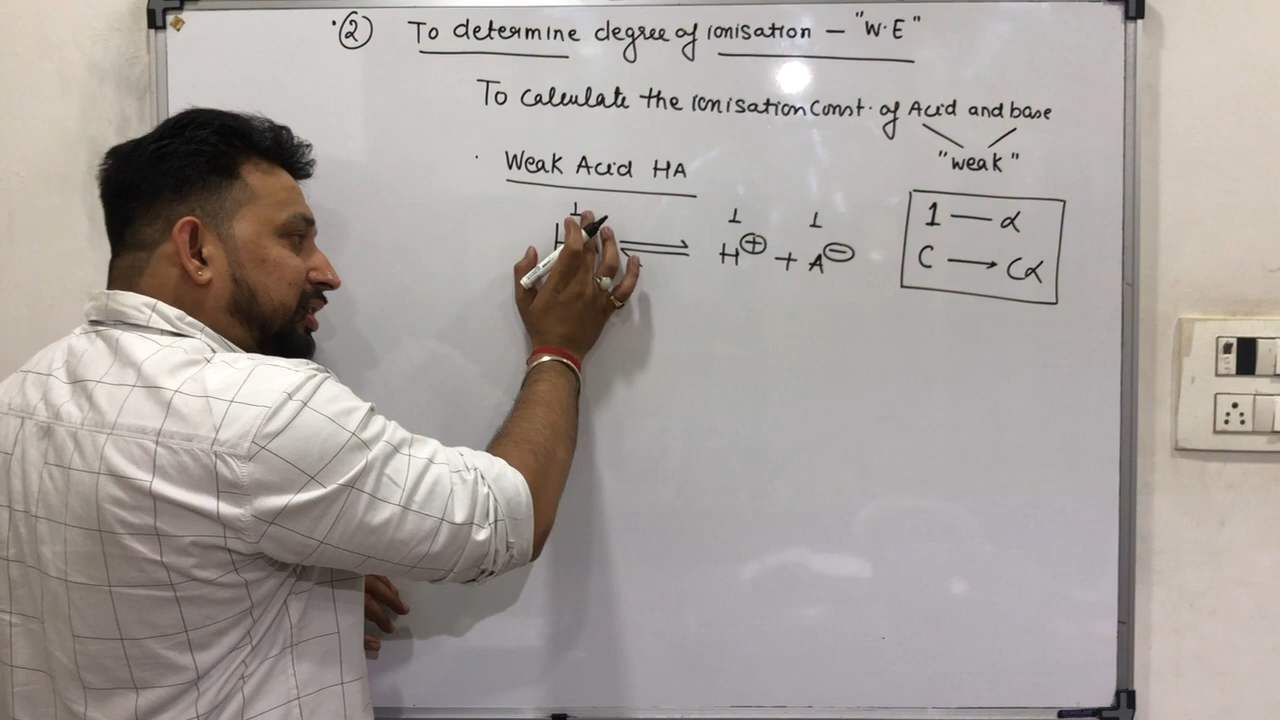 ② To determine degree of ionisation — "W.E"
To calculate the ionisation Const. of Acid and base
"weak"
Weak Acid HA
1 1 1
H ⇌ H⊕ + A⊖
1 — α
C → Cα